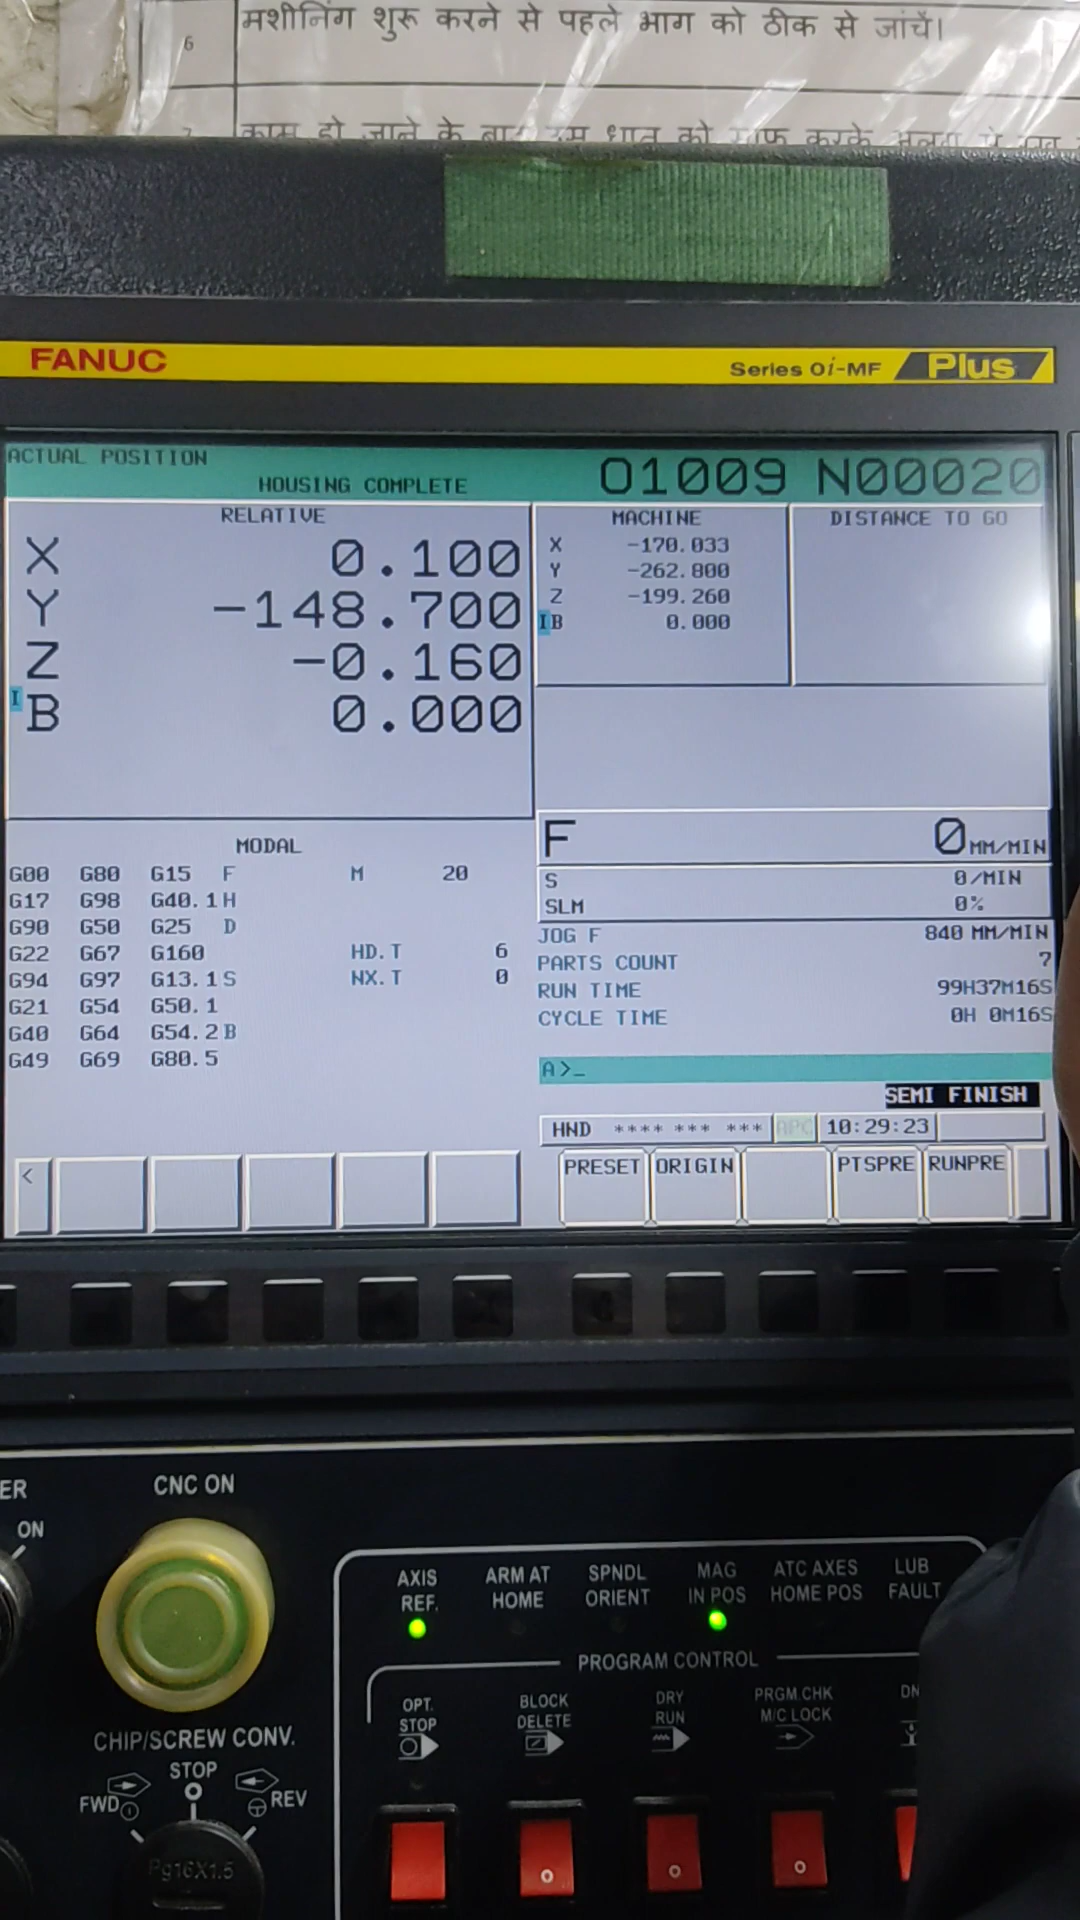 6 मशीनिंग शुरू करने से पहले भाग को ठीक से जांचें।
7 काम हो जाने के बाद
FANUC
Series 0i-MF Plus
ACTUAL POSITION
HOUSING COMPLETE
O1009 N00020
RELATIVE
X 0.100
Y -148.700
Z -0.160
I B 0.000
MACHINE
X -170.033
Y -262.800
Z -199.260
I B 0.000
DISTANCE TO GO
MODAL
G00 G80 G15 F M 20
G17 G98 G40.1 H
G90 G50 G25 D
G22 G67 G160 HD.T 6
G94 G97 G13.1 S NX.T 0
G21 G54 G50.1
G40 G64 G54.2 B
G49 G69 G80.5
F 0 MM/MIN
S 0/MIN
SLM 0%
JOG F 840 MM/MIN
PARTS COUNT 7
RUN TIME 99H37M16S
CYCLE TIME 0H 0M16S
A>_
SEMI FINISH
HND **** *** *** APC 10:29:23
< PRESET ORIGIN PTSPRE RUNPRE
ER
ON
CNC ON
AXIS REF.
ARM AT HOME
SPNDL ORIENT
MAG IN POS
ATC AXES HOME POS
LUB FAULT
PROGRAM CONTROL
OPT. STOP
BLOCK DELETE
DRY RUN
PRGM.CHK M/C LOCK
DN
CHIP/SCREW CONV.
STOP
FWD
REV
Pg16X1.5